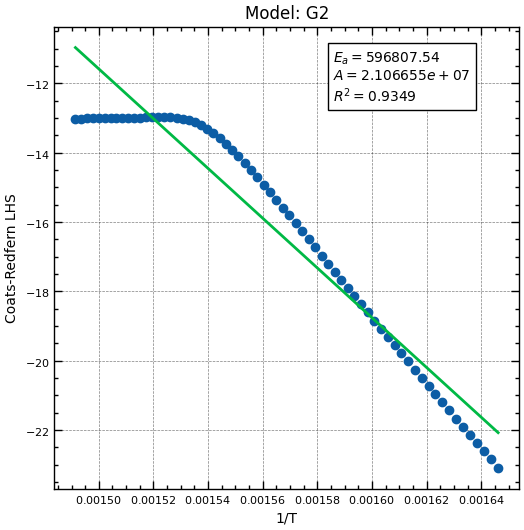 Model: G2
E_a = 596807.54
A = 2.106655e + 07
R² = 0.9349
Coats-Redfern LHS
−12
−14
−16
−18
−20
−22
0.00150 0.00152 0.00154 0.00156 0.00158 0.00160 0.00162 0.00164
1/T